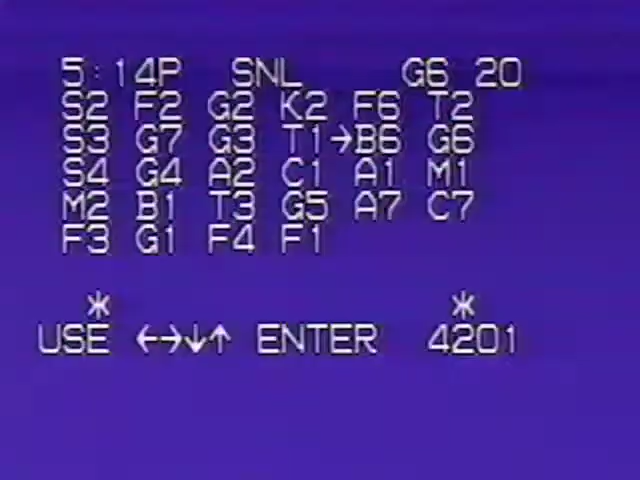 5:14P SNL G6 20
S2 F2 G2 K2 F6 T2
S3 G7 G3 T1→B6 G6
S4 G4 A2 C1 A1 M1
M2 B1 T3 G5 A7 C7
F3 G1 F4 F1
* *
USE ←→↓↑ ENTER 4201